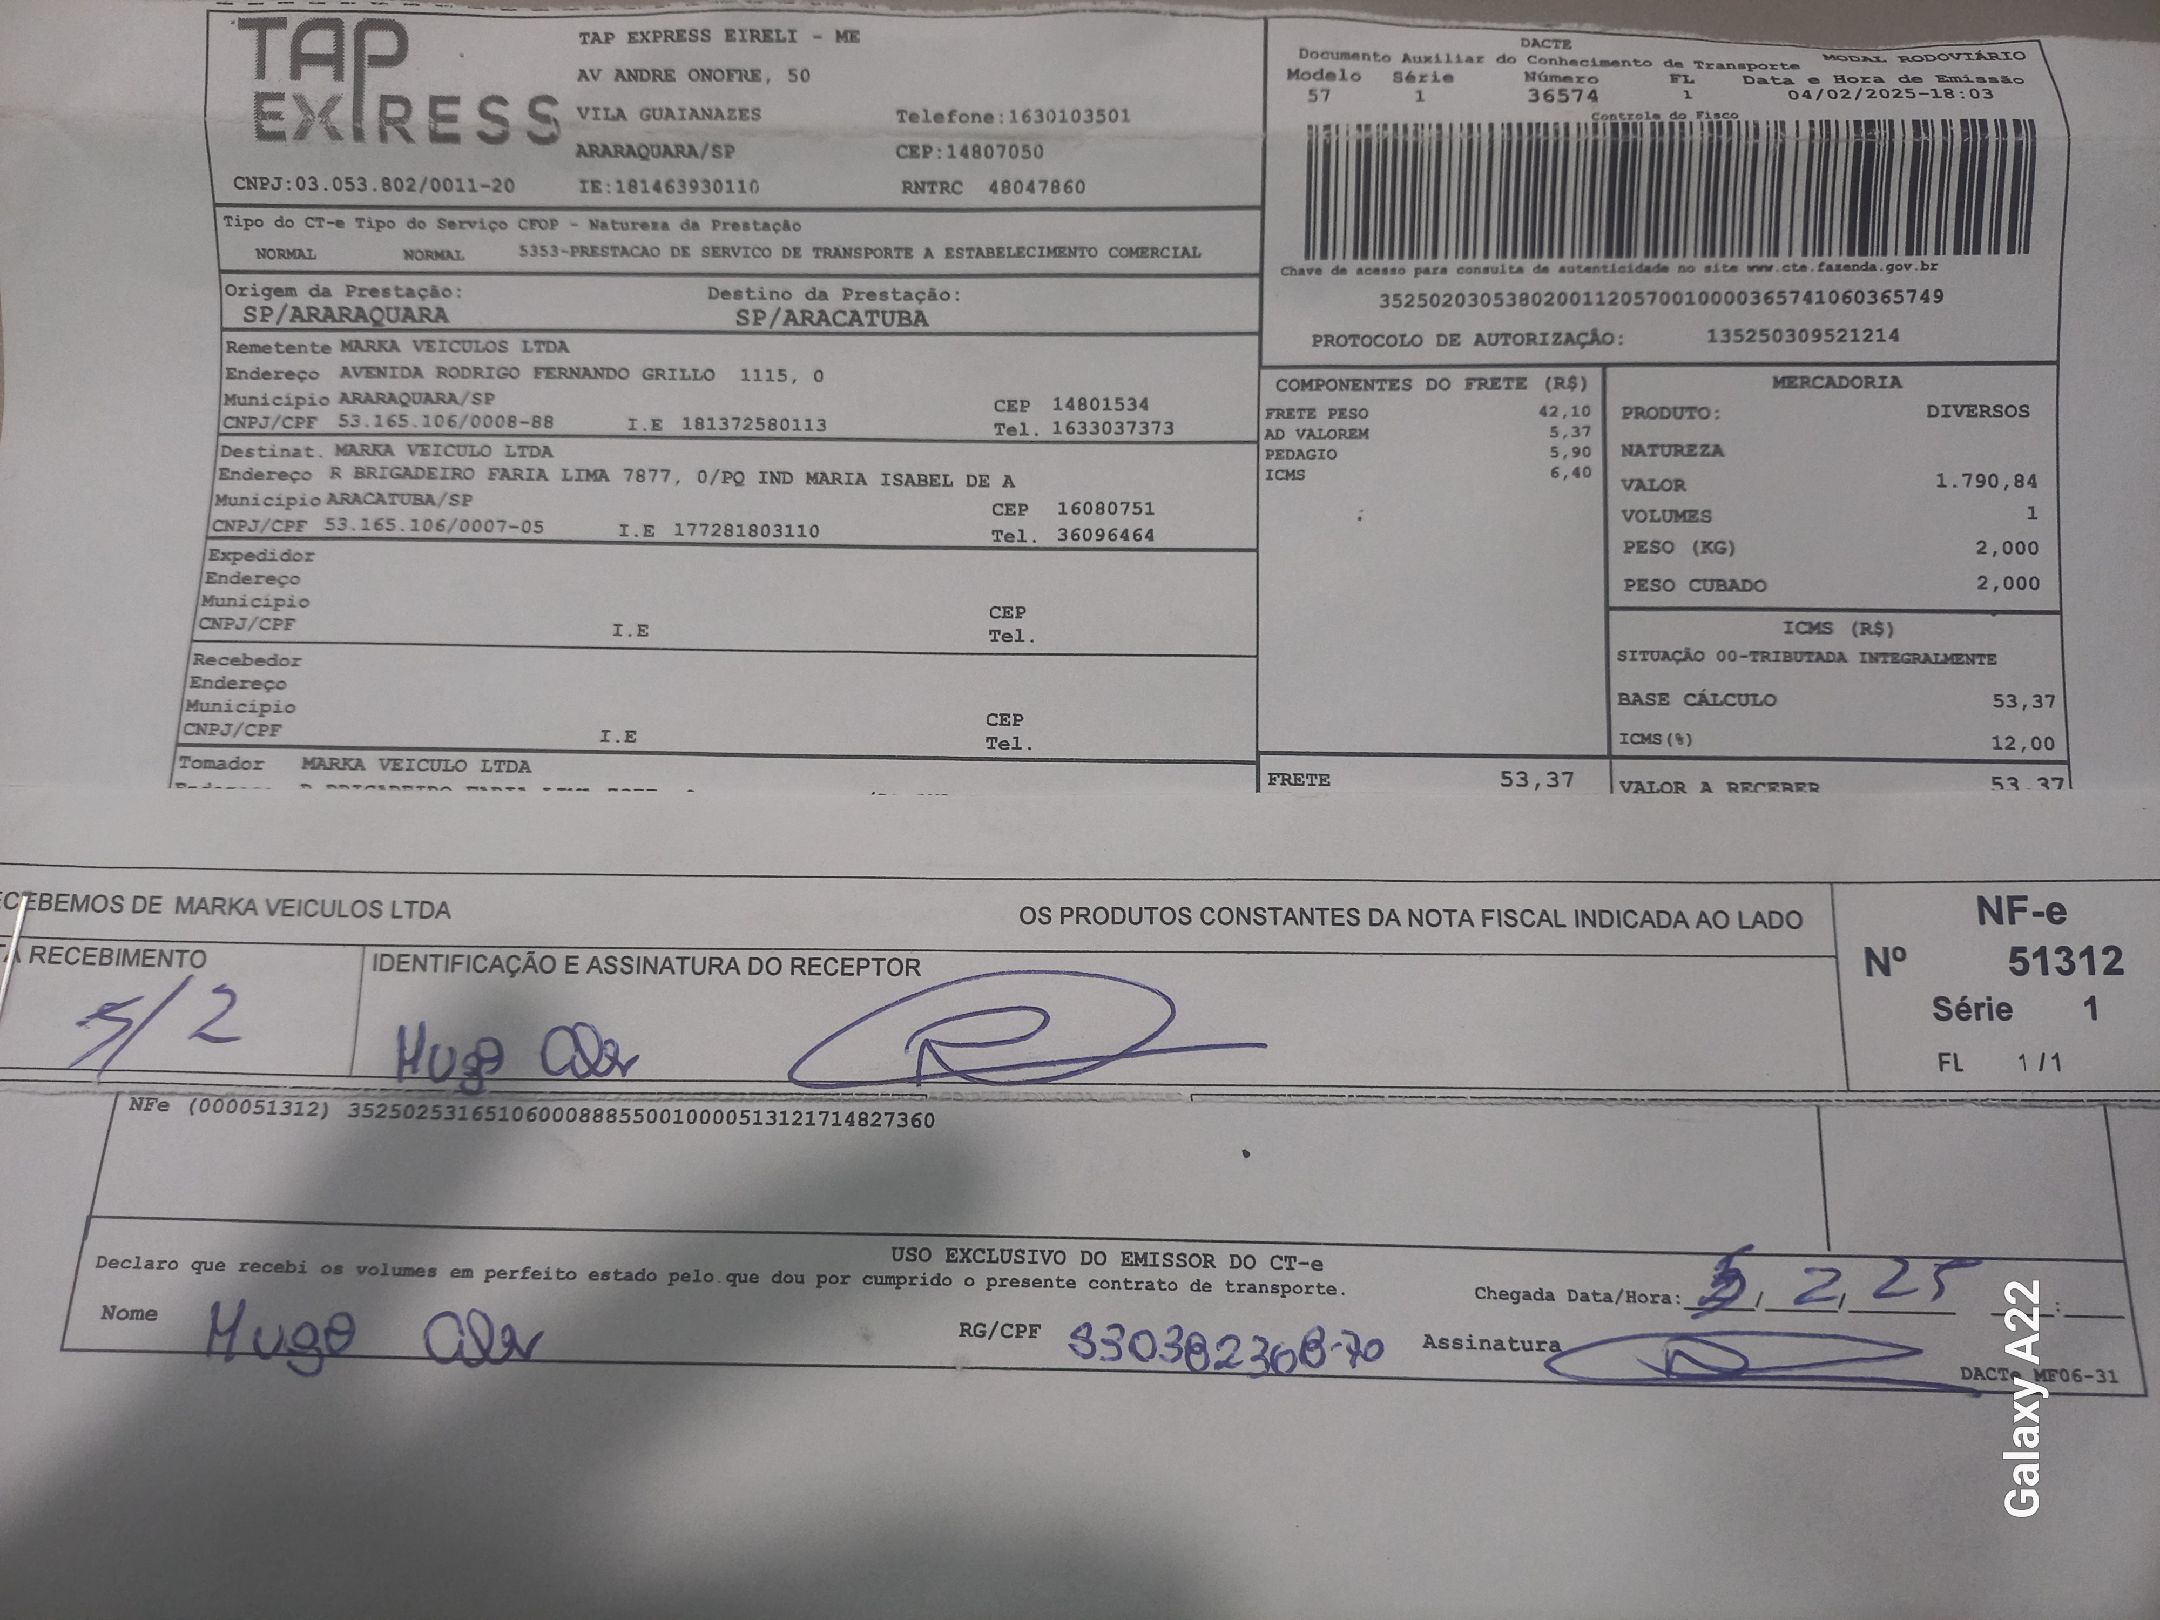 TAP EXPRESS
TAP EXPRESS EIRELI - ME
AV ANDRE ONOFRE, 50
VILA GUAIANAZES Telefone:1630103501
ARARAQUARA/SP CEP:14807050
CNPJ:03.053.802/0011-20 IE:181463930110 RNTRC 48047860
DACTE
Documento Auxiliar do Conhecimento de Transporte MODAL RODOVIÁRIO
Modelo Série Número FL Data e Hora de Emissão
57 1 36574 1 04/02/2025-18:03
Controle do Fisco
Chave de acesso para consulta de autenticidade no site www.cte.fazenda.gov.br
35250203053802001120570010000365741060365749
PROTOCOLO DE AUTORIZAÇÃO: 135250309521214
Tipo do CT-e Tipo do Serviço CFOP - Natureza da Prestação
NORMAL NORMAL 5353-PRESTACAO DE SERVICO DE TRANSPORTE A ESTABELECIMENTO COMERCIAL
Origem da Prestação: Destino da Prestação:
SP/ARARAQUARA SP/ARACATUBA
Remetente MARKA VEICULOS LTDA
Endereço AVENIDA RODRIGO FERNANDO GRILLO 1115, 0
Município ARARAQUARA/SP CEP 14801534
CNPJ/CPF 53.165.106/0008-88 I.E 181372580113 Tel. 1633037373
Destinat. MARKA VEICULO LTDA
Endereço R BRIGADEIRO FARIA LIMA 7877, 0/PQ IND MARIA ISABEL DE A
Município ARACATUBA/SP CEP 16080751
CNPJ/CPF 53.165.106/0007-05 I.E 177281803110 Tel. 36096464
Expedidor
Endereço
Município CEP
CNPJ/CPF I.E Tel.
Recebedor
Endereço
Município CEP
CNPJ/CPF I.E Tel.
Tomador MARKA VEICULO LTDA
COMPONENTES DO FRETE (R$)
FRETE PESO 42,10
AD VALOREM 5,37
PEDAGIO 5,90
ICMS 6,40
FRETE 53,37
MERCADORIA
PRODUTO: DIVERSOS
NATUREZA
VALOR 1.790,84
VOLUMES 1
PESO (KG) 2,000
PESO CUBADO 2,000
ICMS (R$)
SITUAÇÃO 00-TRIBUTADA INTEGRALMENTE
BASE CÁLCULO 53,37
ICMS(%) 12,00
VALOR A RECEBER 53,37
CEBEMOS DE MARKA VEICULOS LTDA OS PRODUTOS CONSTANTES DA NOTA FISCAL INDICADA AO LADO
A RECEBIMENTO IDENTIFICAÇÃO E ASSINATURA DO RECEPTOR
5/2 Hugo
NF-e
Nº 51312
Série 1
FL 1 /1
NFe (000051312) 35250253165106000888550010000513121714827360
USO EXCLUSIVO DO EMISSOR DO CT-e
Declaro que recebi os volumes em perfeito estado pelo que dou por cumprido o presente contrato de transporte.
Chegada Data/Hora: 5/2/25 :
Nome Hugo RG/CPF Assinatura
DACTe MF06-31
Galaxy A22